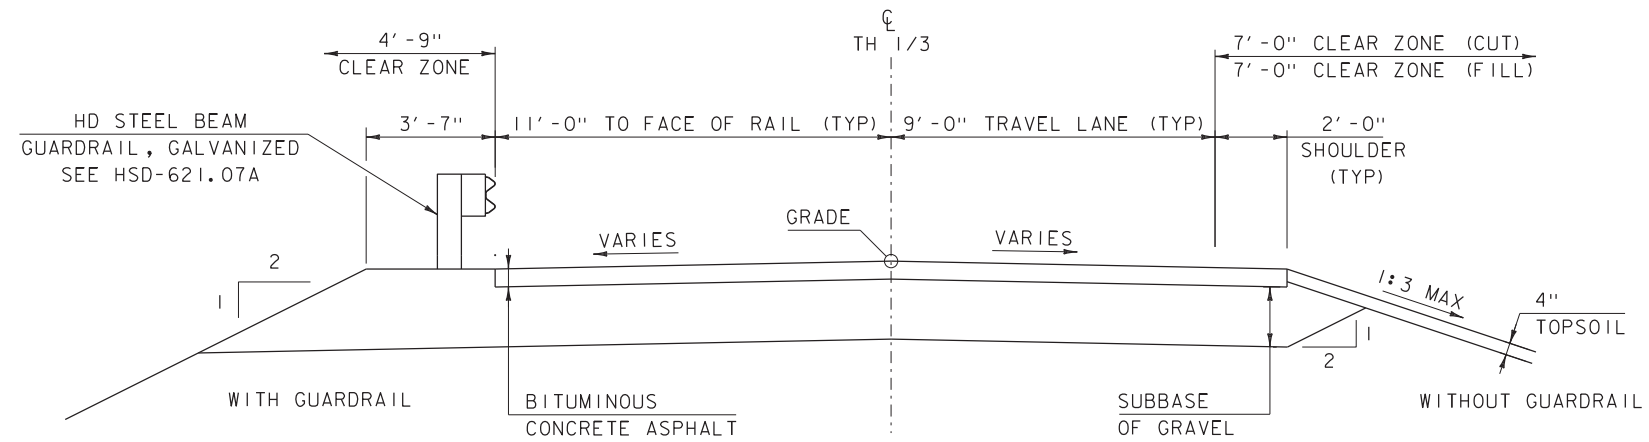 ℄
TH 1/3
4'-9"
CLEAR ZONE
7'-0" CLEAR ZONE (CUT)
7'-0" CLEAR ZONE (FILL)
HD STEEL BEAM
GUARDRAIL, GALVANIZED
SEE HSD-621.07A
3'-7"
11'-0" TO FACE OF RAIL (TYP)
9'-0" TRAVEL LANE (TYP)
2'-0"
SHOULDER
(TYP)
GRADE
VARIES
VARIES
2
1
1:3 MAX
4"
TOPSOIL
1
2
WITH GUARDRAIL
BITUMINOUS
CONCRETE ASPHALT
SUBBASE
OF GRAVEL
WITHOUT GUARDRAIL